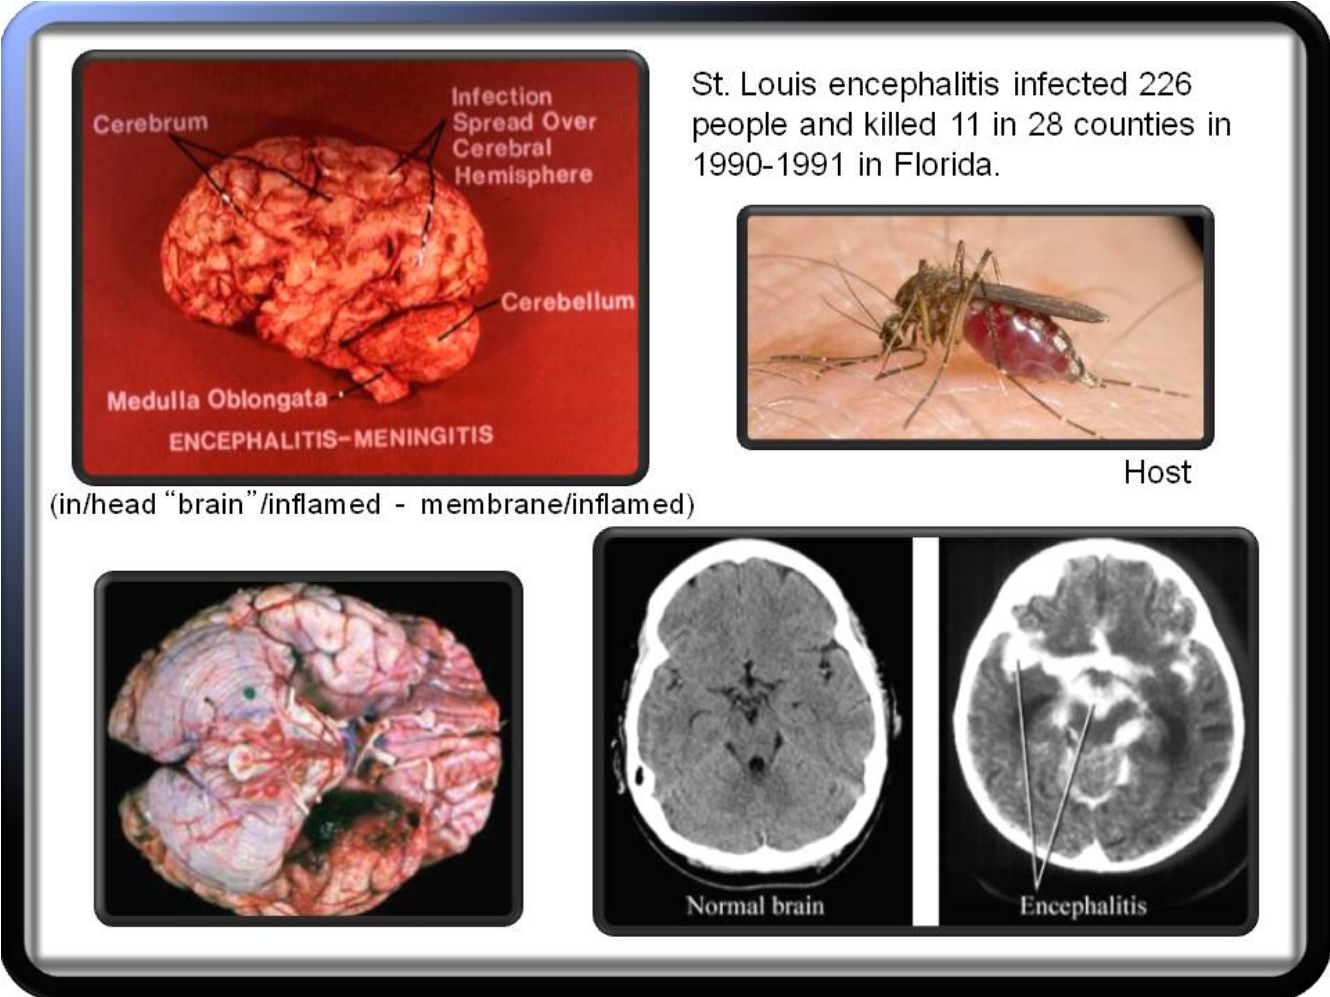 Cerebrum
Infection
Spread Over
Cerebral
Hemisphere
Cerebellum
Medulla Oblongata
ENCEPHALITIS-MENINGITIS
(in/head “brain”/inflamed - membrane/inflamed)
St. Louis encephalitis infected 226
people and killed 11 in 28 counties in
1990-1991 in Florida.
Host
Normal brain
Encephalitis